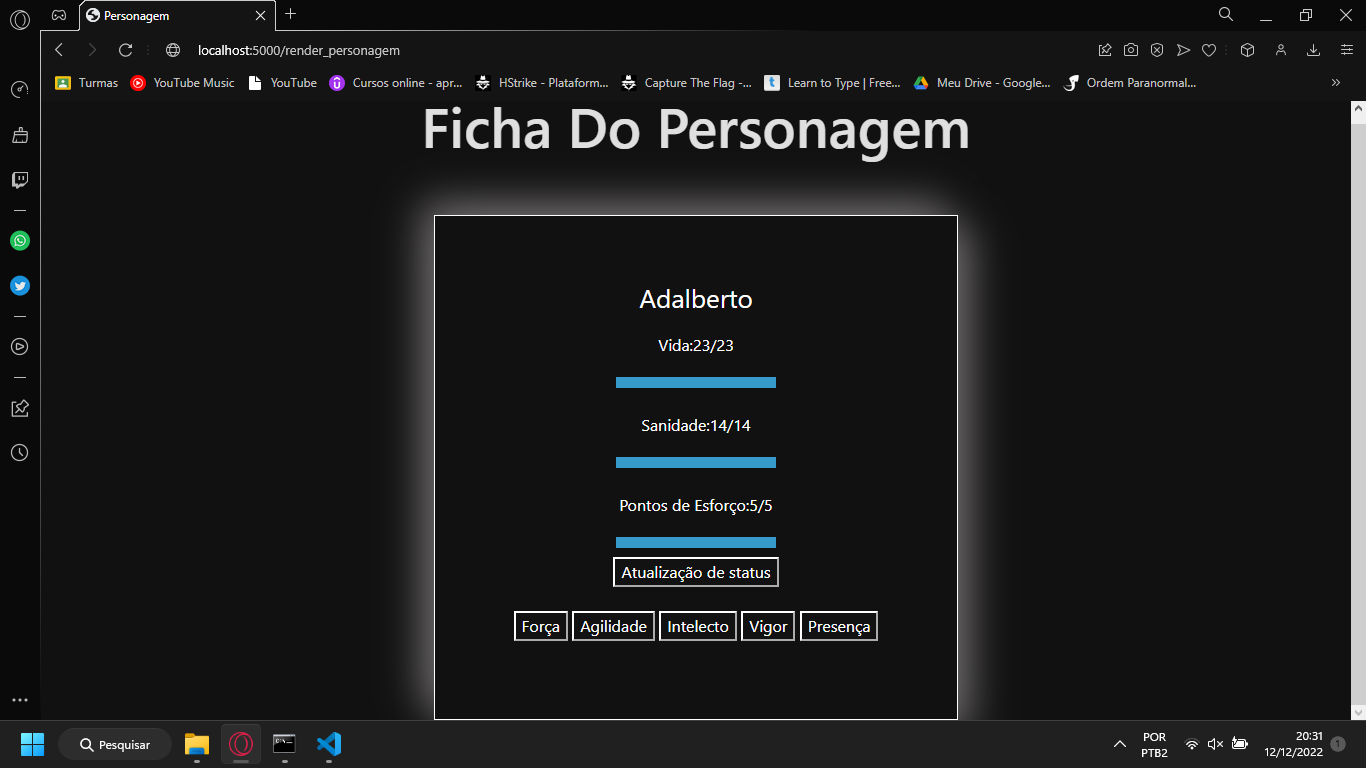 Personagem
localhost:5000/render_personagem
Turmas YouTube Music YouTube Cursos online - apr... HStrike - Plataform... Capture The Flag -... Learn to Type | Free... Meu Drive - Google... Ordem Paranormal... »
Ficha Do Personagem
Adalberto
Vida:23/23
Sanidade:14/14
Pontos de Esforço:5/5
Atualização de status
Força Agilidade Intelecto Vigor Presença
Pesquisar
POR
PTB2
20:31
12/12/2022
1